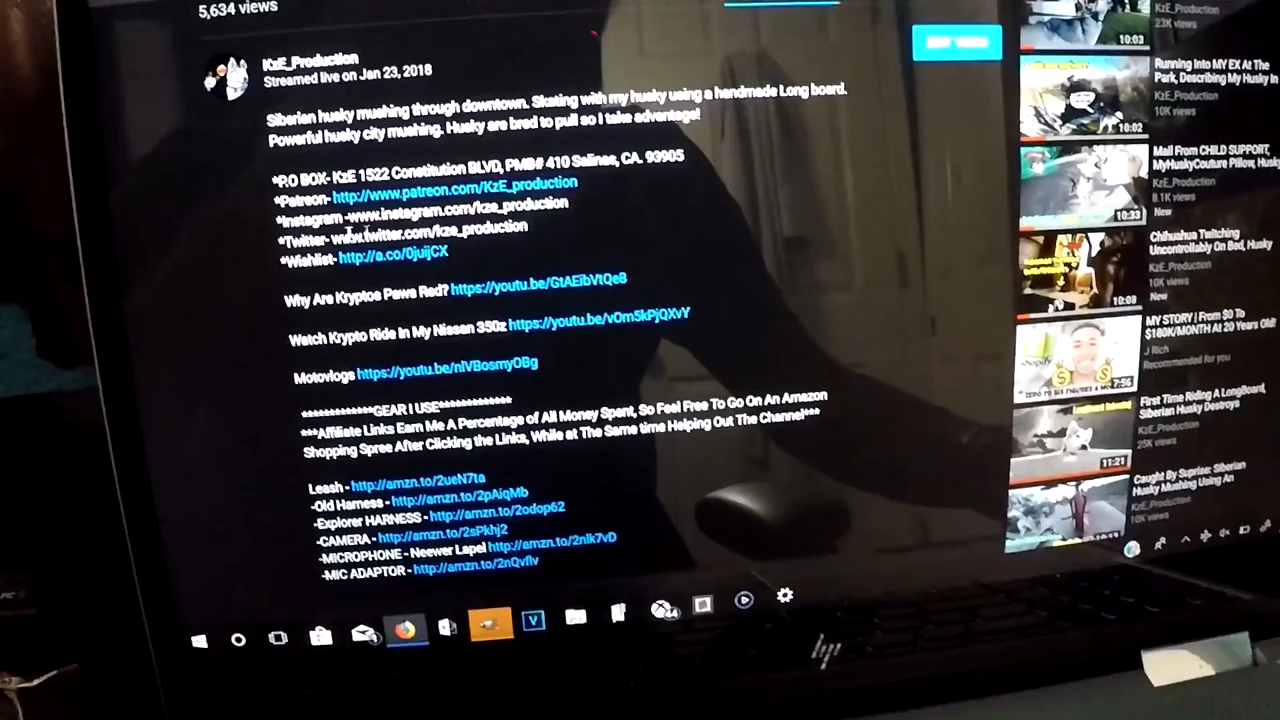 5,634 views
KzE_Production
Streamed live on Jan 23, 2018
EDIT VIDEO
Siberian husky mushing through downtown. Skating with my husky using a handmade Long board.
Powerful husky city mushing. Husky are bred to pull so I take advantage!
*P.O BOX- KzE 1522 Constitution BLVD, PMB# 410 Salinas, CA. 93905
*Patreon- http://www.patreon.com/KzE_production
*Instagram -www.instagram.com/kze_production
*Twitter- www.twitter.com/kze_production
*Wishlist- http://a.co/0juijCX
Why Are Kryptos Paws Red? https://youtu.be/GtAEibVtQe8
Watch Krypto Ride In My Nissan 350z https://youtu.be/vOm5kPjQXvY
Motovlogs https://youtu.be/nIVBosmyOBg
*************GEAR I USE*************
***Affiliate Links Earn Me A Percentage of All Money Spent, So Feel Free To Go On An Amazon
Shopping Spree After Clicking the Links, While at The Same time Helping Out The Channel***
Leash - http://amzn.to/2ueN7ta
-Old Harness - http://amzn.to/2pAiqMb
-Explorer HARNESS - http://amzn.to/2odop62
-CAMERA - http://amzn.to/2sPkhj2
-MICROPHONE - Neewer Lapel http://amzn.to/2nlk7vD
-MIC ADAPTOR - http://amzn.to/2nQvflv
KzE_Production
23K views
10:03
Running Into MY EX At The
Park, Describing My Husky In
KzE_Production
10K views
10:02
Mail From CHILD SUPPORT,
MyHuskyCouture Pillow, Husky
KzE_Production
8.1K views
New
10:33
Chihuahua Twitching
Uncontrollably On Bed, Husky
KzE_Production
10K views
New
10:08
MY STORY | From $0 To
$180K/MONTH At 20 Years Old!
J Rich
Recommended for you
shopify
7:56
First Time Riding A LongBoard,
Siberian Husky Destroys
KzE_Production
25K views
11:21
Caught By Suprise: Siberian
Husky Mushing Using An
KzE_Production
10K views
V
hp